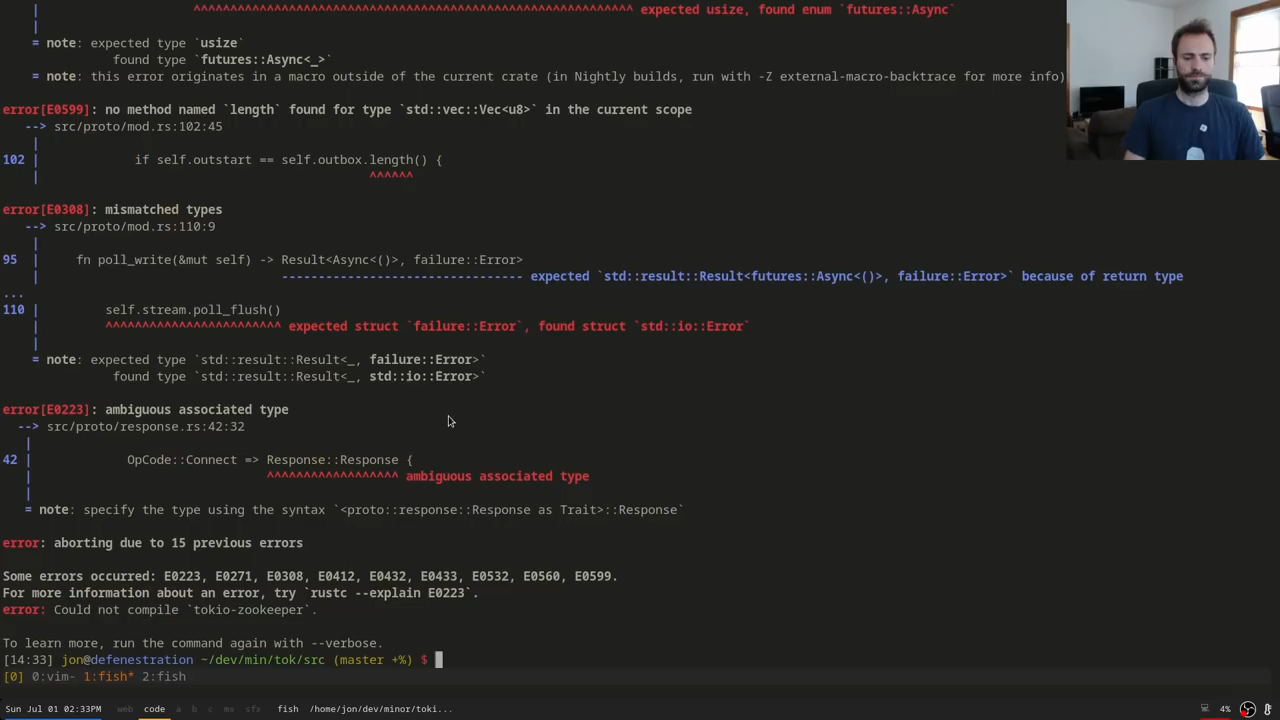 ^^^^^^^^^^^^^^^^^^^^^^^^^^^^^^^^^^^^^^^^^^^^^^^^^^^^^^^^^^^^ expected usize, found enum `futures::Async`
|
= note: expected type `usize`
found type `futures::Async<_>`
= note: this error originates in a macro outside of the current crate (in Nightly builds, run with -Z external-macro-backtrace for more info)
error[E0599]: no method named `length` found for type `std::vec::Vec<u8>` in the current scope
--> src/proto/mod.rs:102:45
|
102 | if self.outstart == self.outbox.length() {
| ^^^^^^
error[E0308]: mismatched types
--> src/proto/mod.rs:110:9
|
95 | fn poll_write(&mut self) -> Result<Async<()>, failure::Error>
| --------------------------------- expected `std::result::Result<futures::Async<()>, failure::Error>` because of return type
...
110 | self.stream.poll_flush()
| ^^^^^^^^^^^^^^^^^^^^^^^^ expected struct `failure::Error`, found struct `std::io::Error`
|
= note: expected type `std::result::Result<_, failure::Error>`
found type `std::result::Result<_, std::io::Error>`
error[E0223]: ambiguous associated type
--> src/proto/response.rs:42:32
|
42 | OpCode::Connect => Response::Response {
| ^^^^^^^^^^^^^^^^^^ ambiguous associated type
|
= note: specify the type using the syntax `<proto::response::Response as Trait>::Response`
error: aborting due to 15 previous errors
Some errors occurred: E0223, E0271, E0308, E0412, E0432, E0433, E0532, E0560, E0599.
For more information about an error, try `rustc --explain E0223`.
error: Could not compile `tokio-zookeeper`.
To learn more, run the command again with --verbose.
[14:33] jon@defenestration ~/dev/min/tok/src (master +%) $
[0] 0:vim- 1:fish* 2:fish
Sun Jul 01 02:33PM web code a b c mv sfx fish /home/jon/dev/minor/toki... 4%